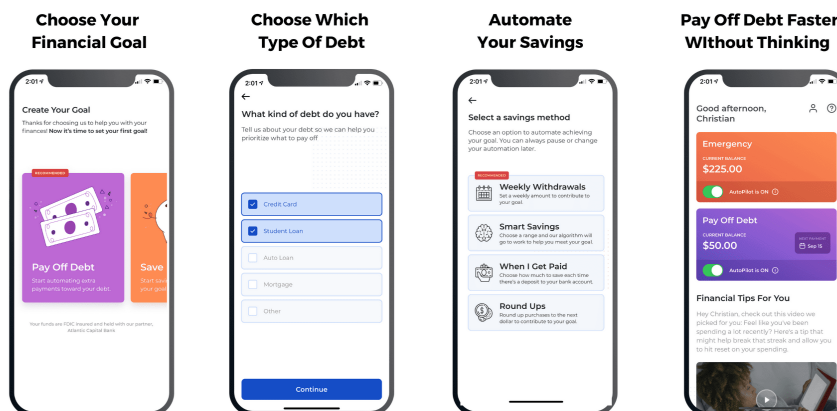 Choose Your
Financial Goal
2:01
Create Your Goal
Thanks for choosing us to help you with your
finances! Now it's time to set your first goal!
RECOMMENDED
Pay Off Debt
Start automating extra
payments toward your debt.
Save
Start savi
your goal
Your funds are FDIC insured and held with our partner,
Atlantic Capital Bank
Choose Which
Type Of Debt
2:01
What kind of debt do you have?
Tell us about your debt so we can help you
prioritize what to pay off
Credit Card
Student Loan
Auto Loan
Mortgage
Other
Continue
Automate
Your Savings
2:01
Select a savings method
Choose an option to automate achieving
your goal. You can always pause or change
your automation later.
RECOMMENDED
Weekly Withdrawals
Set a weekly amount to contribute to
your goal.
Smart Savings
Choose a range and our algorithm will
go to work to help you meet your goal.
When I Get Paid
Choose how much to save each time
there's a deposit to your bank account.
Round Ups
Round up purchases to the next
dollar to contribute to your goal.
Pay Off Debt Faster
WIthout Thinking
2:01
Good afternoon,
Christian
Emergency
CURRENT BALANCE
$225.00
AutoPilot is ON
Pay Off Debt
CURRENT BALANCE
$50.00
NEXT PAYMENT
Sep 15
AutoPilot is ON
Financial Tips For You
Hey Christian, check out this video we
picked for you: Feel like you've been
spending a lot recently? Here's a tip that
might help break that streak and allow you
to hit reset on your spending.